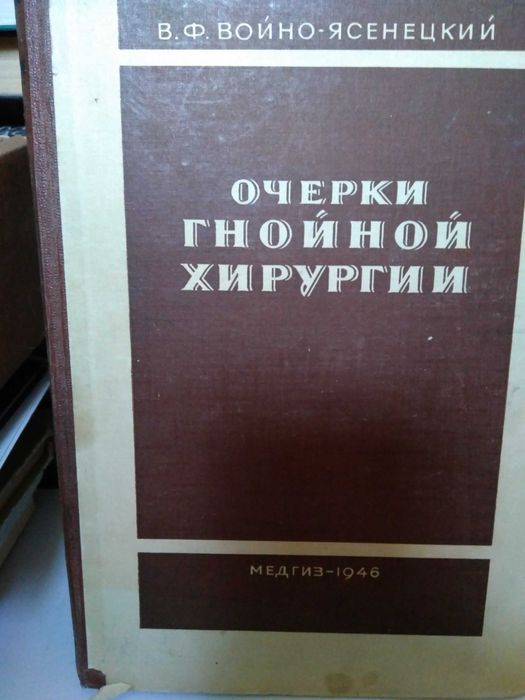 В. Ф. ВОЙНО-ЯСЕНЕЦКИЙ
ОЧЕРКИ
ГНОЙНОЙ
ХИРУРГИИ
МЕДГИЗ-1946